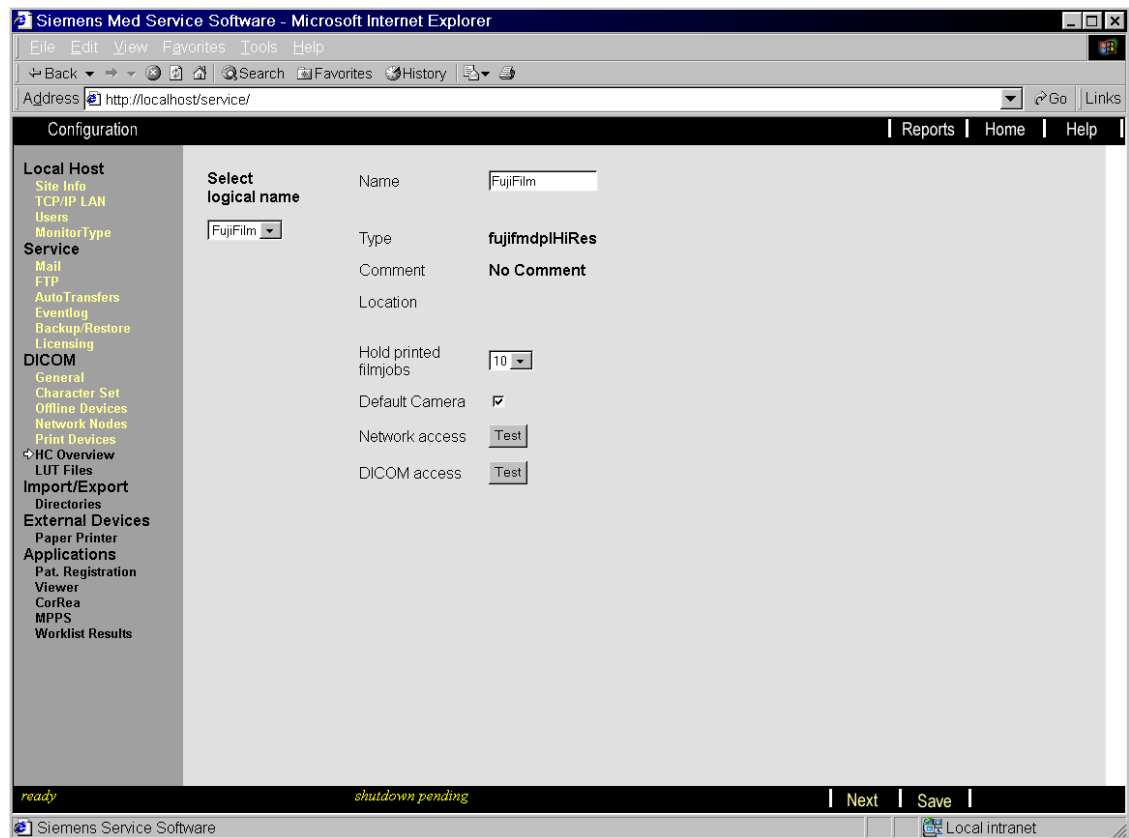 Siemens Med Service Software - Microsoft Internet Explorer
File Edit View Favorites Tools Help
Back Search Favorites History
Address http://localhost/service/ Go Links
Configuration Reports Home Help
Local Host
Site Info
TCP/IP LAN
Users
MonitorType
Service
Mail
FTP
AutoTransfers
Eventlog
Backup/Restore
Licensing
DICOM
General
Character Set
Offline Devices
Network Nodes
Print Devices
HC Overview
LUT Files
Import/Export
Directories
External Devices
Paper Printer
Applications
Pat. Registration
Viewer
CorRea
MPPS
Worklist Results
Select
logical name
FujiFilm
Name FujiFilm
Type fujifmdplHiRes
Comment No Comment
Location
Hold printed
filmjobs 10
Default Camera
Network access Test
DICOM access Test
ready shutdown pending Next Save
Siemens Service Software Local intranet